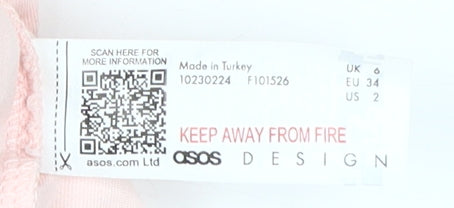 SCAN HERE FOR
MORE INFORMATION
asos.com Ltd
Made in Turkey
10230224 F101526
UK 6
EU 34
US 2
KEEP AWAY FROM FIRE
asos DESIGN